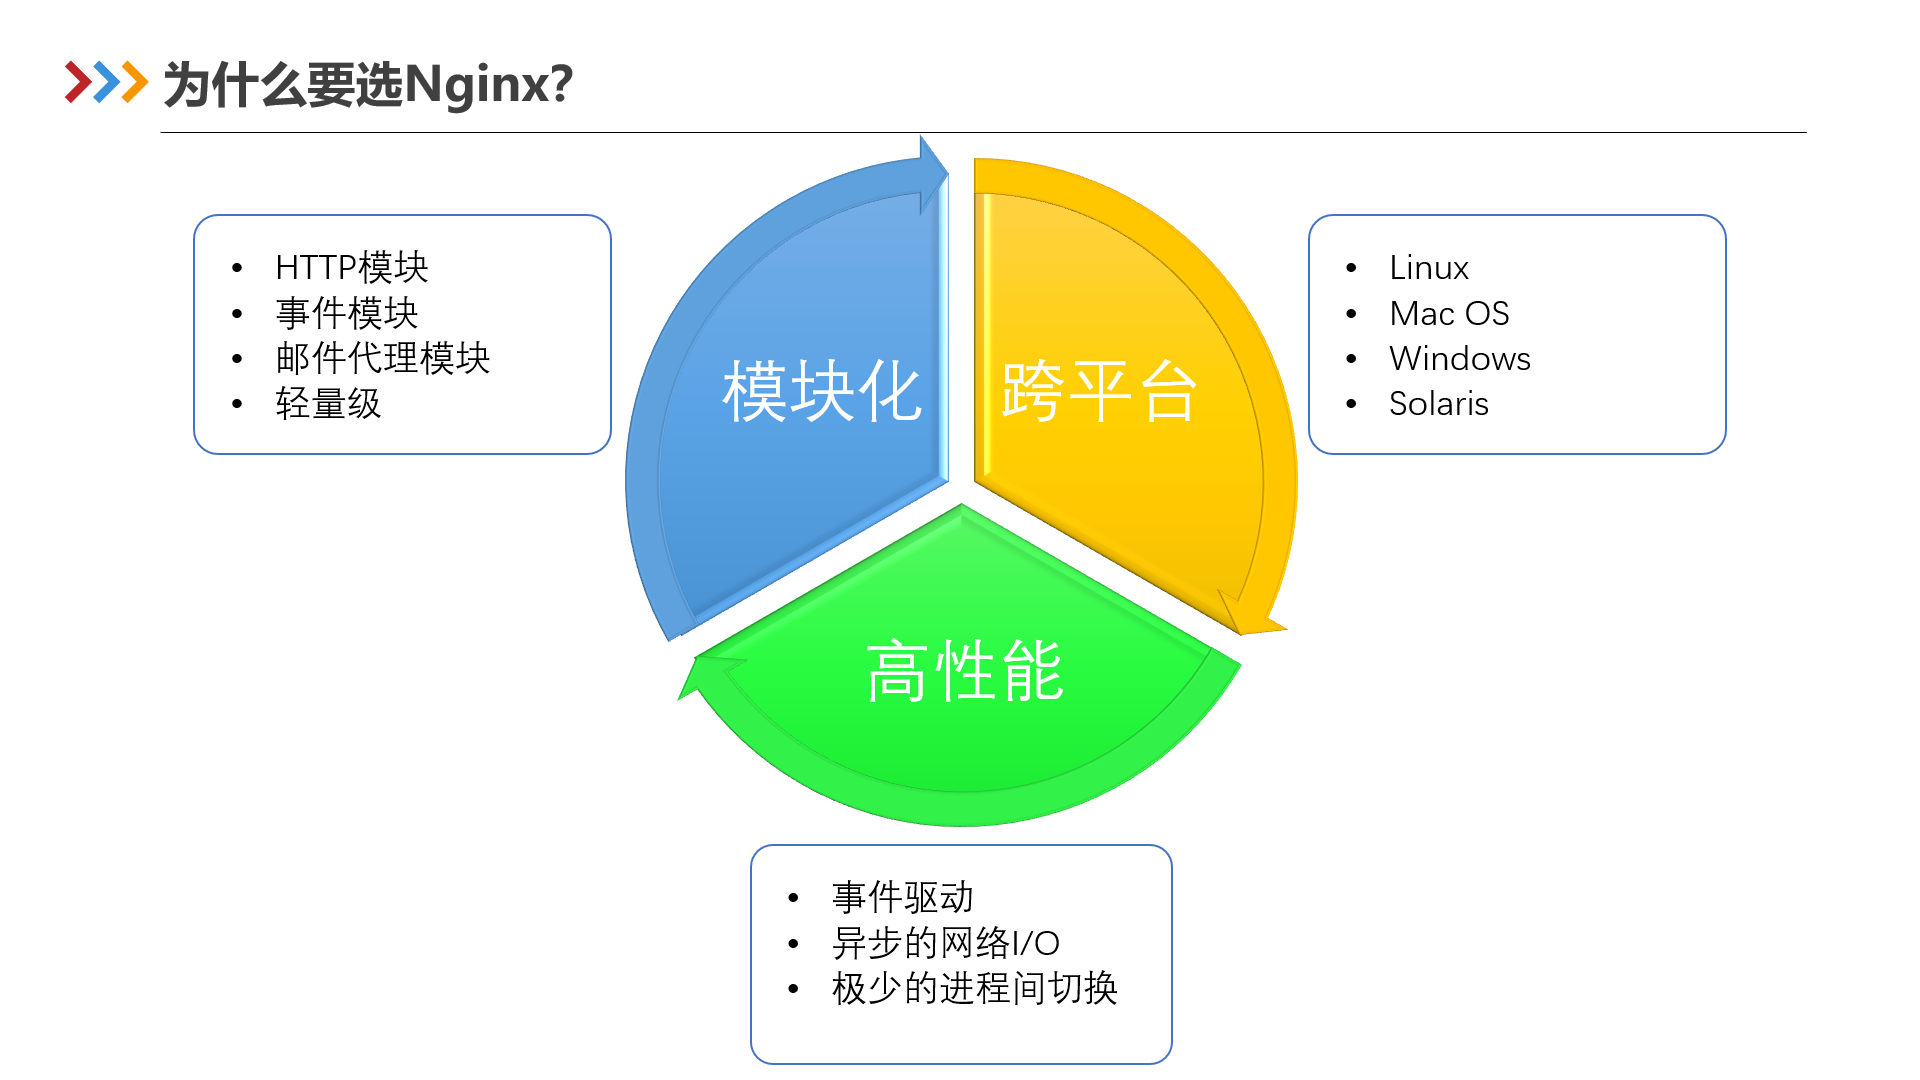 为什么要选Nginx?
• HTTP模块
• 事件模块
• 邮件代理模块
• 轻量级
模块化
跨平台
• Linux
• Mac OS
• Windows
• Solaris
高性能
• 事件驱动
• 异步的网络I/O
• 极少的进程间切换